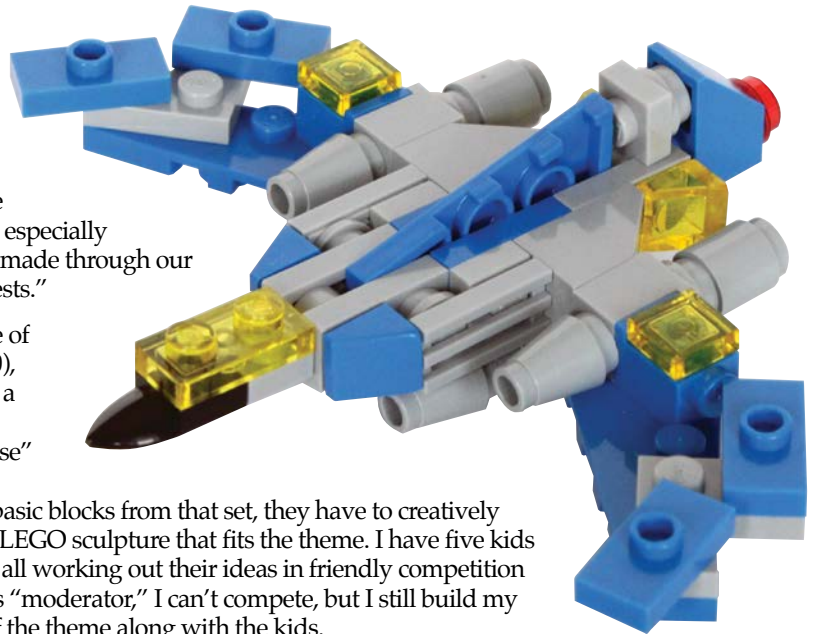 e
especially
made through our
ests.”
e of
)),
a
se”
basic blocks from that set, they have to creatively
LEGO sculpture that fits the theme. I have five kids
all working out their ideas in friendly competition
s “moderator,” I can’t compete, but I still build my
f the theme along with the kids.